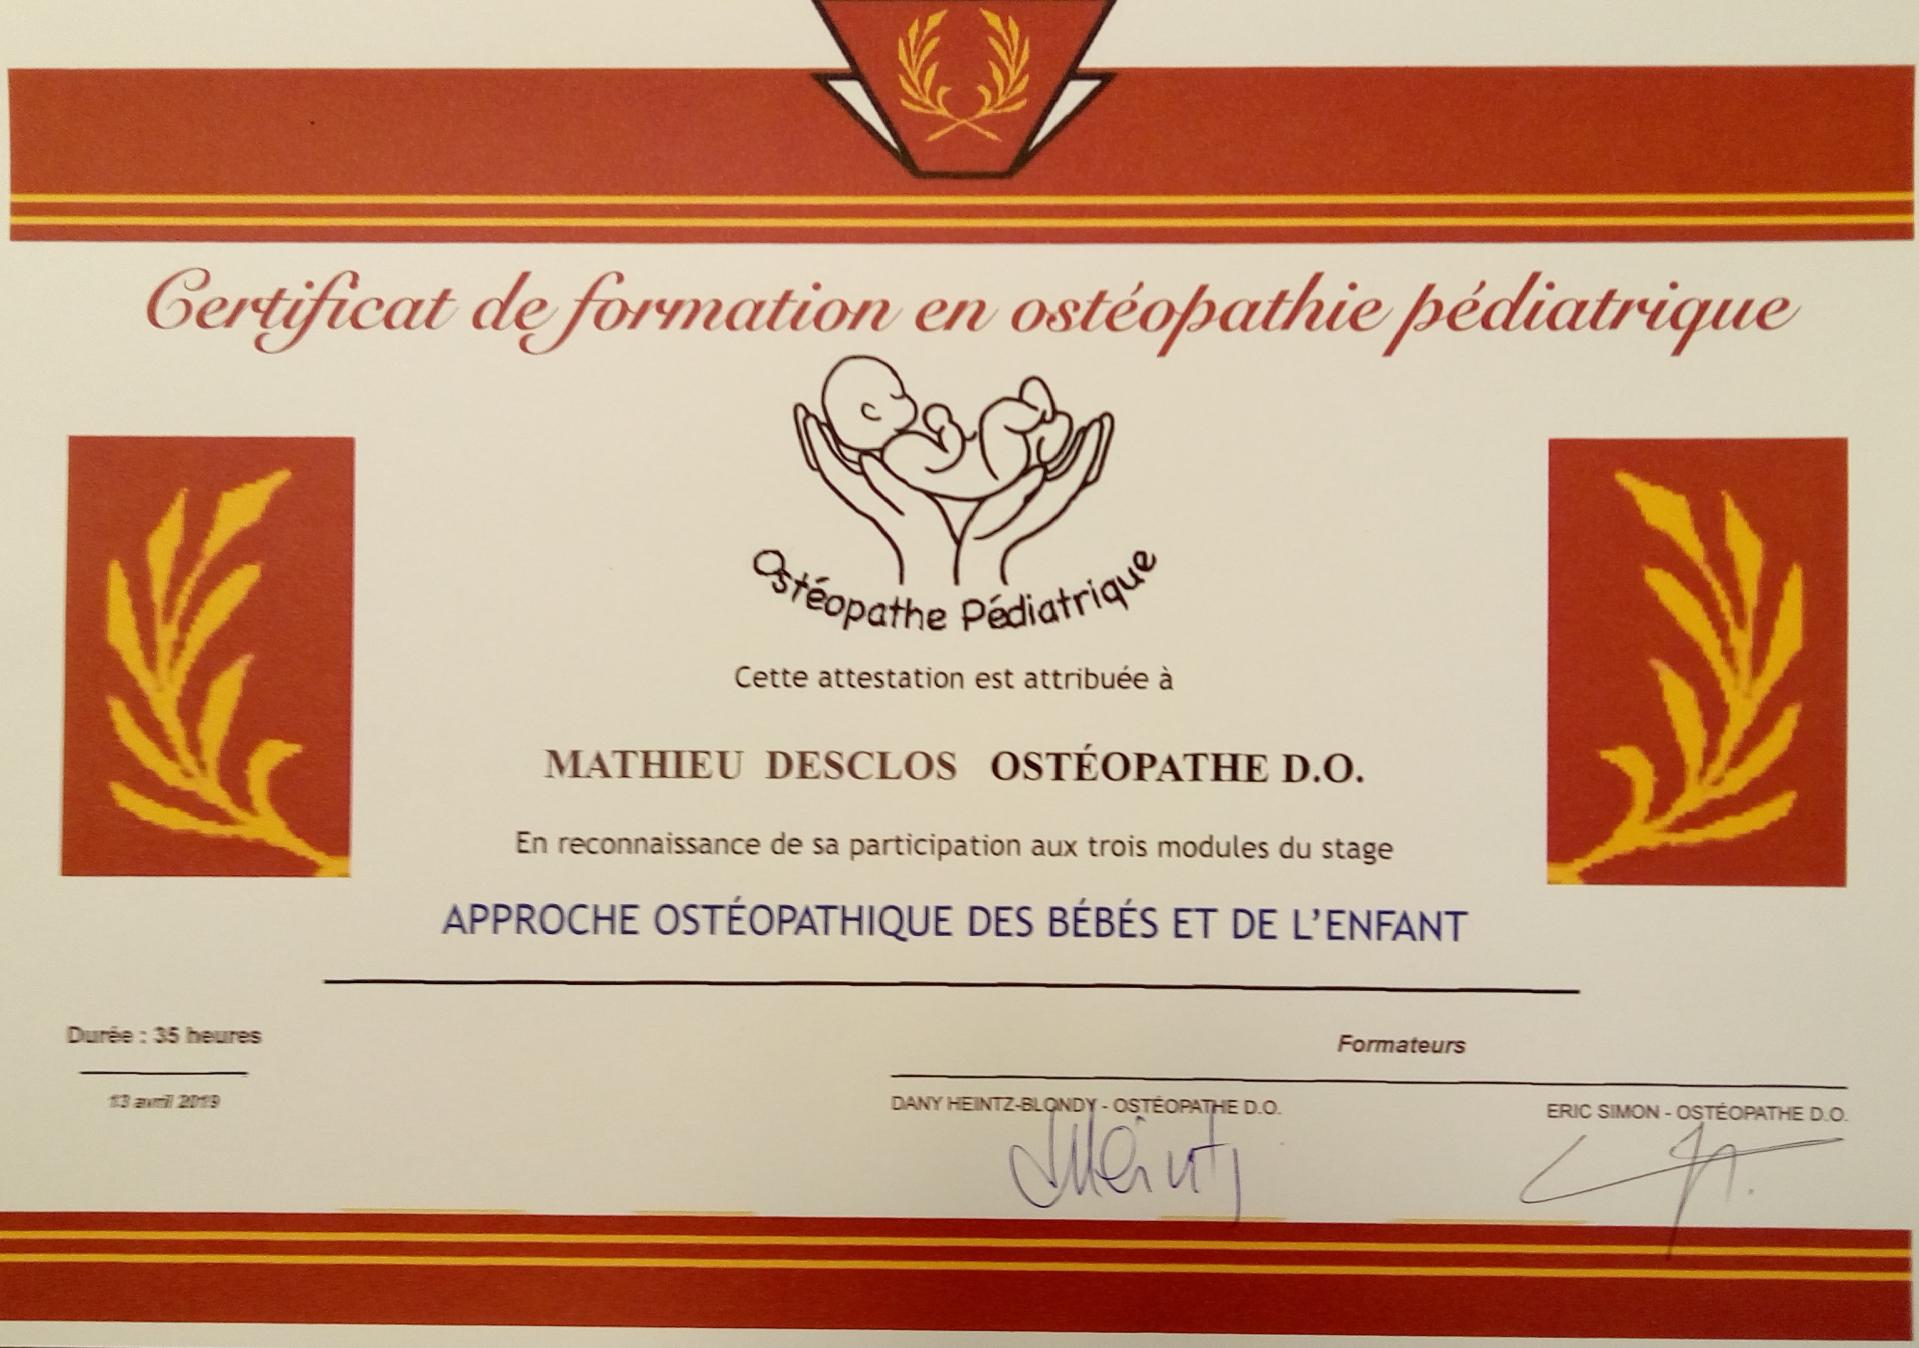 Certificat de formation en ostéopathie pédiatrique
Ostéopathe Pédiatrique
Cette attestation est attribuée à
MATHIEU DESCLOS OSTÉOPATHE D.O.
En reconnaissance de sa participation aux trois modules du stage
APPROCHE OSTÉOPATHIQUE DES BÉBÉS ET DE L'ENFANT
Durée : 35 heures
Formateurs
13 avril 2019
DANY HEINTZ-BLONDY - OSTÉOPATHE D.O.
ERIC SIMON - OSTÉOPATHE D.O.